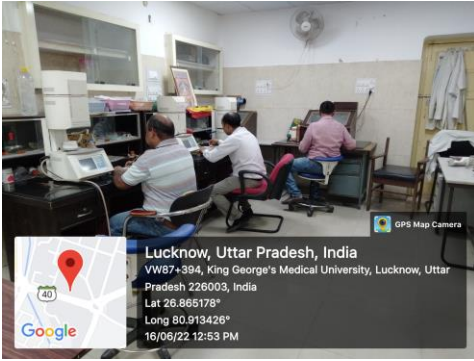 GPS Map Camera
Lucknow, Uttar Pradesh, India
VW87+394, King George's Medical University, Lucknow, Uttar
Pradesh 226003, India
Lat 26.865178°
Long 80.913426°
16/06/22 12:53 PM
40
Google